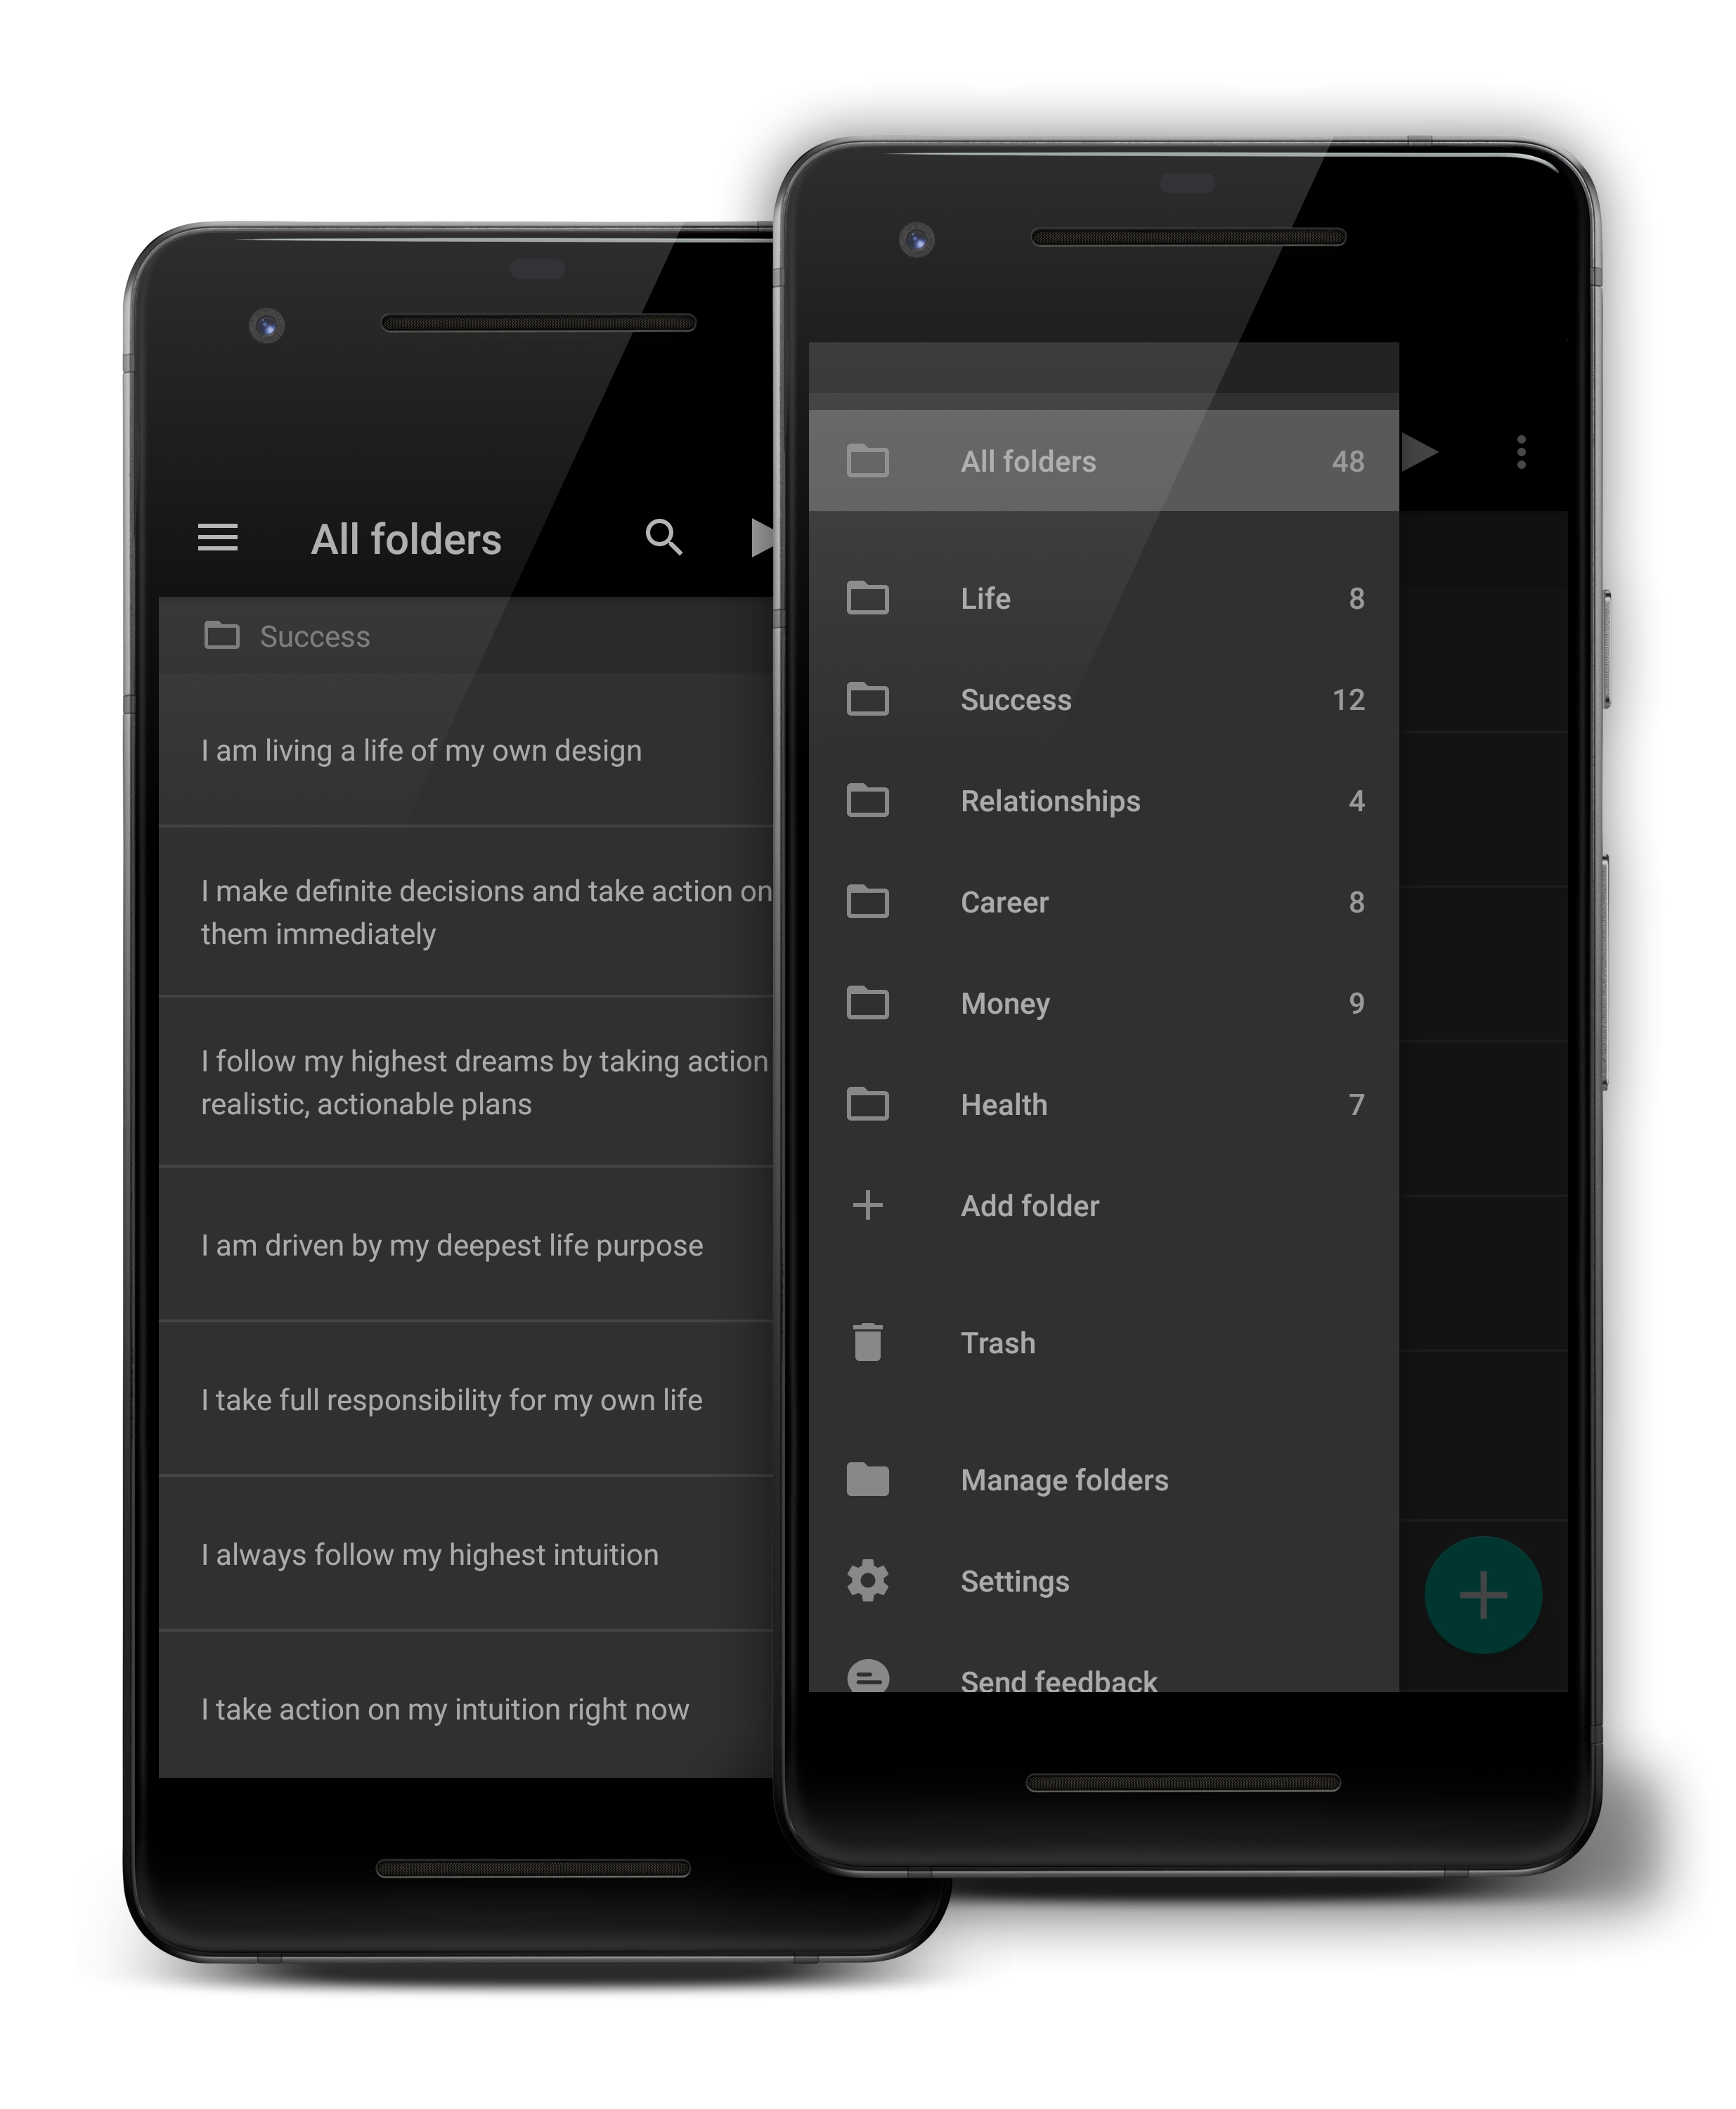 All folders
Success
I am living a life of my own design
I make definite decisions and take action on
them immediately
I follow my highest dreams by taking action
realistic, actionable plans
I am driven by my deepest life purpose
I take full responsibility for my own life
I always follow my highest intuition
I take action on my intuition right now
All folders 48
Life 8
Success 12
Relationships 4
Career 8
Money 9
Health 7
Add folder
Trash
Manage folders
Settings
Send feedback